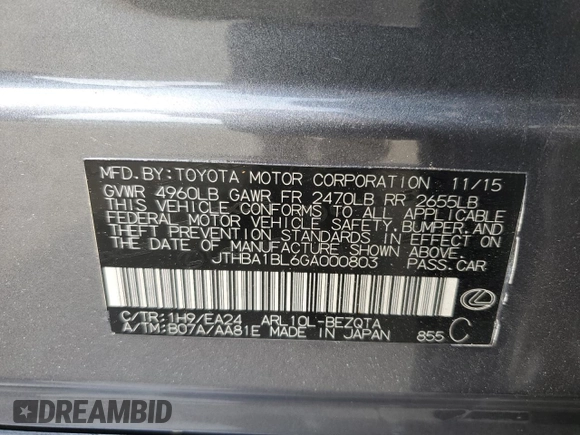 MFD.BY:TOYOTA MOTOR CORPORATION 11/15
GVWR 4960LB GAWR FR 2470LB RR 2655LB
THIS VEHICLE CONFORMS TO ALL APPLICABLE
FEDERAL MOTOR VEHICLE SAFETY,BUMPER,AND
THEFT PREVENTION STANDARDS IN EFFECT ON
THE DATE OF MANUFACTURE SHOWN ABOVE.
JTHBA1BL6GA000803 PASS.CAR
C/TR:1H9/EA24 ARL10L-BEZQTA
A/TM:B07A/AA81E MADE IN JAPAN 855 C
DREAMBID